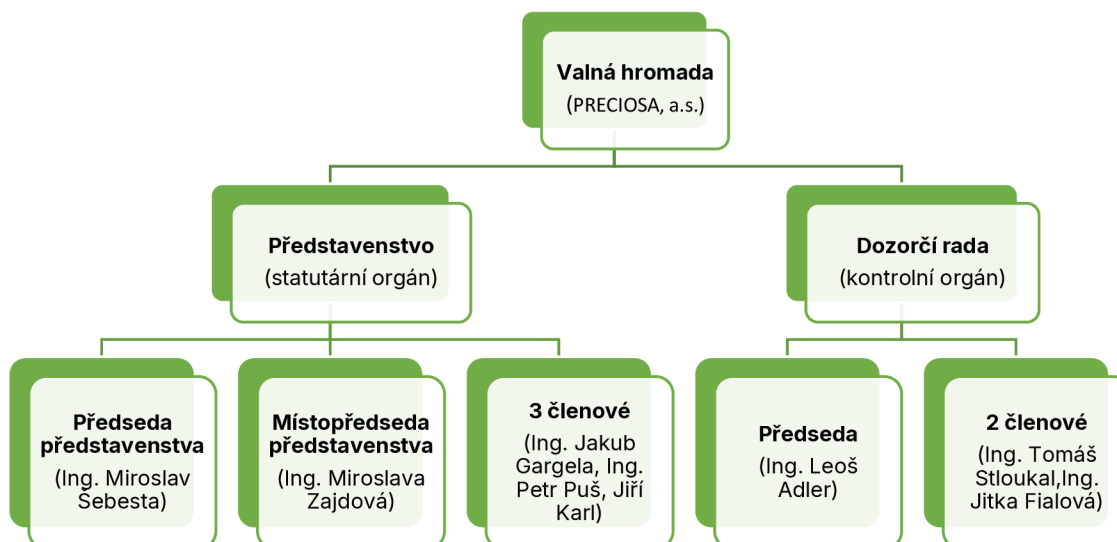 Valná hromada
(PRECIOSA, a.s.)
Představenstvo
(statutární orgán)
Dozorčí rada
(kontrolní orgán)
Předseda
představenstva
(Ing. Miroslav
Šebesta)
Místopředseda
představenstva
(Ing. Miroslava
Zajdová)
3 členové
(Ing. Jakub
Gargela, Ing.
Petr Puš, Jiří
Karl)
Předseda
(Ing. Leoš
Adler)
2 členové
(Ing. Tomáš
Stloukal,Ing.
Jitka Fialová)